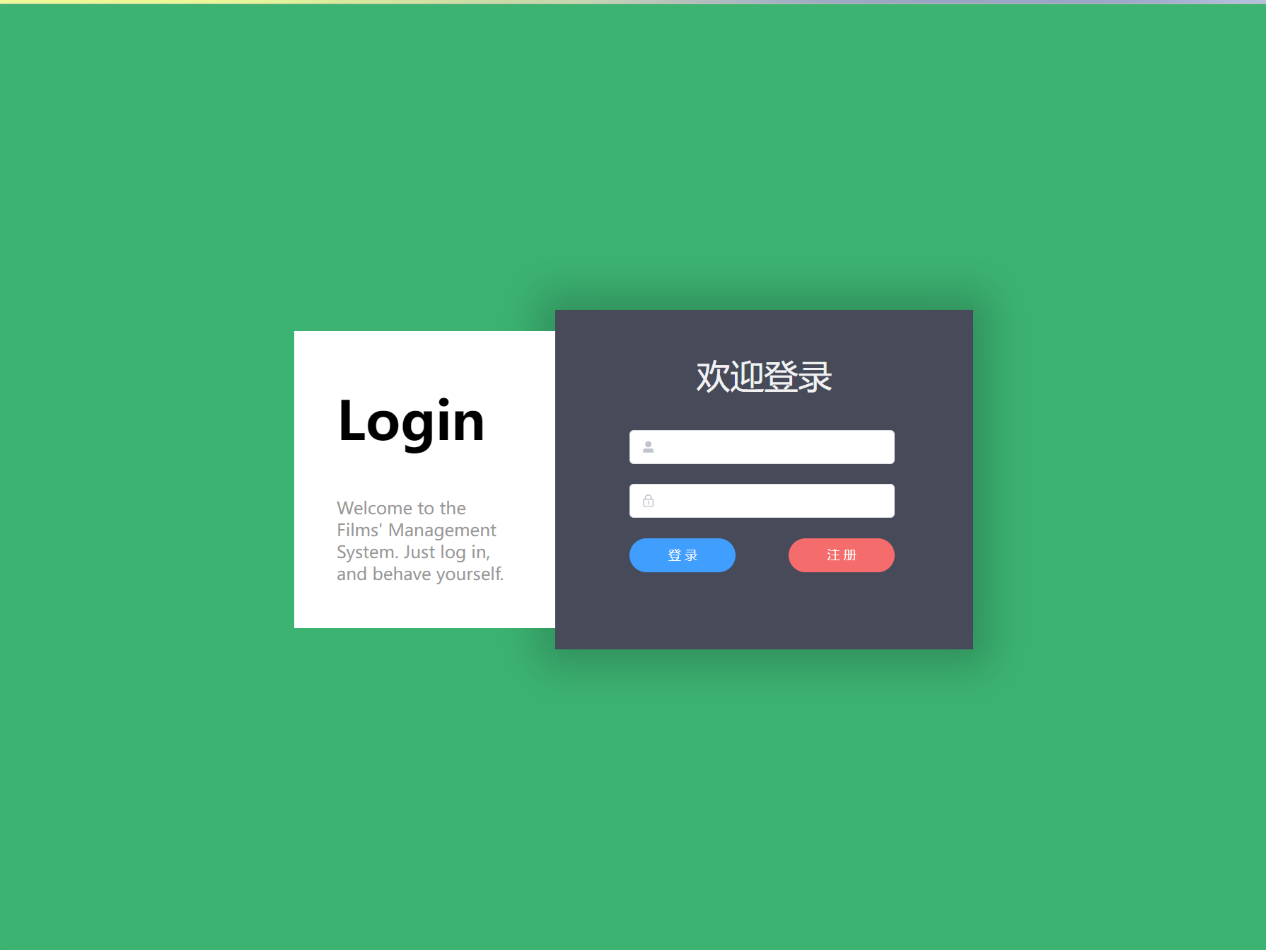 Login
Welcome to the
Films' Management
System. Just log in,
and behave yourself.
欢迎登录
登 录
注 册